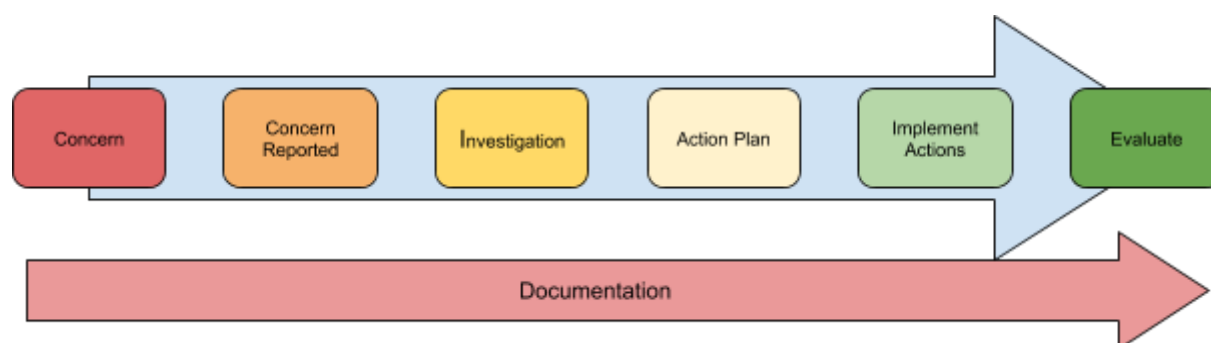 Concern
Concern
Reported
Investigation
Action Plan
Implement
Actions
Evaluate
Documentation